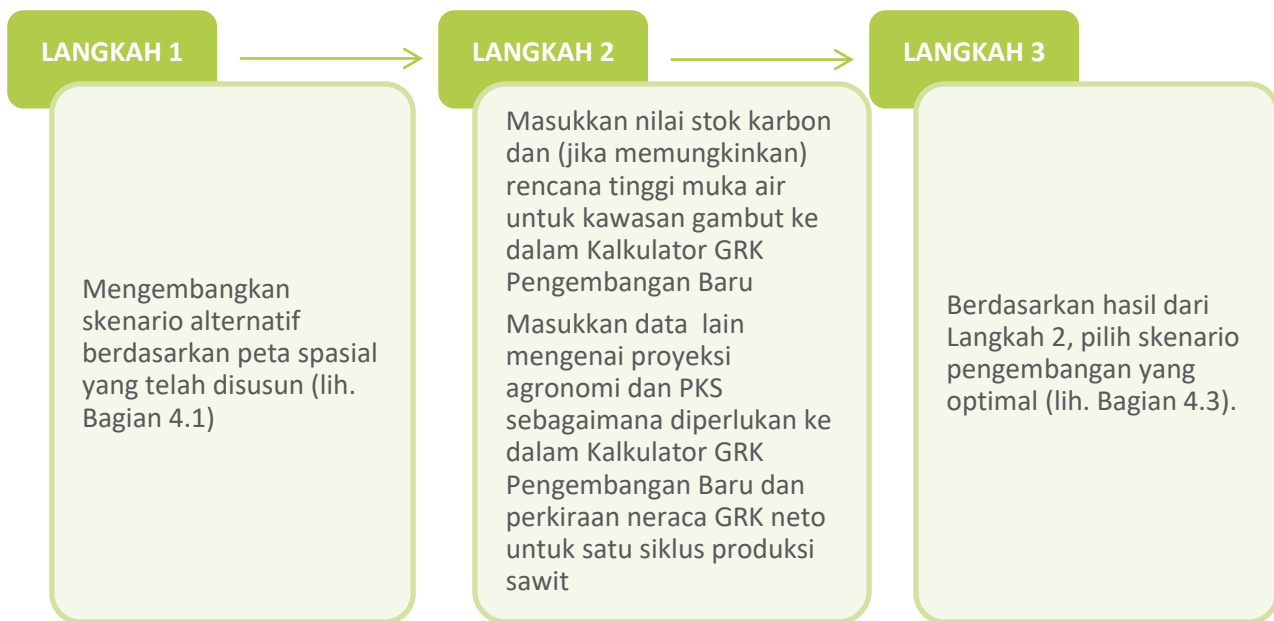 LANGKAH 1
Mengembangkan
skenario alternatif
berdasarkan peta spasial
yang telah disusun (lih.
Bagian 4.1)
LANGKAH 2
Masukkan nilai stok karbon
dan (jika memungkinkan)
rencana tinggi muka air
untuk kawasan gambut ke
dalam Kalkulator GRK
Pengembangan Baru
Masukkan data lain
mengenai proyeksi
agronomi dan PKS
sebagaimana diperlukan ke
dalam Kalkulator GRK
Pengembangan Baru dan
perkiraan neraca GRK neto
untuk satu siklus produksi
sawit
LANGKAH 3
Berdasarkan hasil dari
Langkah 2, pilih skenario
pengembangan yang
optimal (lih. Bagian 4.3).